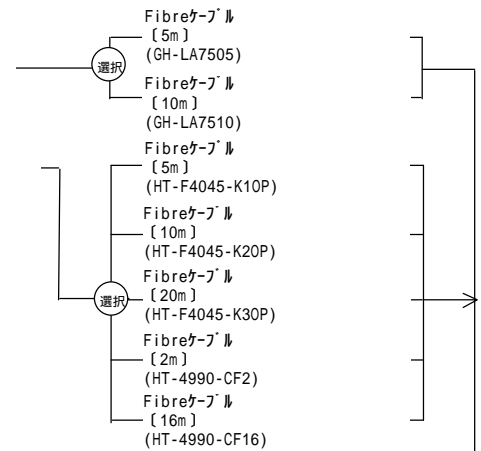 Fibreｹｰﾌﾞﾙ
〔5m〕
(GH-LA7505)
選択
Fibreｹｰﾌﾞﾙ
〔10m〕
(GH-LA7510)
Fibreｹｰﾌﾞﾙ
〔5m〕
(HT-F4045-K10P)
Fibreｹｰﾌﾞﾙ
〔10m〕
(HT-F4045-K20P)
Fibreｹｰﾌﾞﾙ
選択
〔20m〕
(HT-F4045-K30P)
Fibreｹｰﾌﾞﾙ
〔2m〕
(HT-4990-CF2)
Fibreｹｰﾌﾞﾙ
〔16m〕
(HT-4990-CF16)